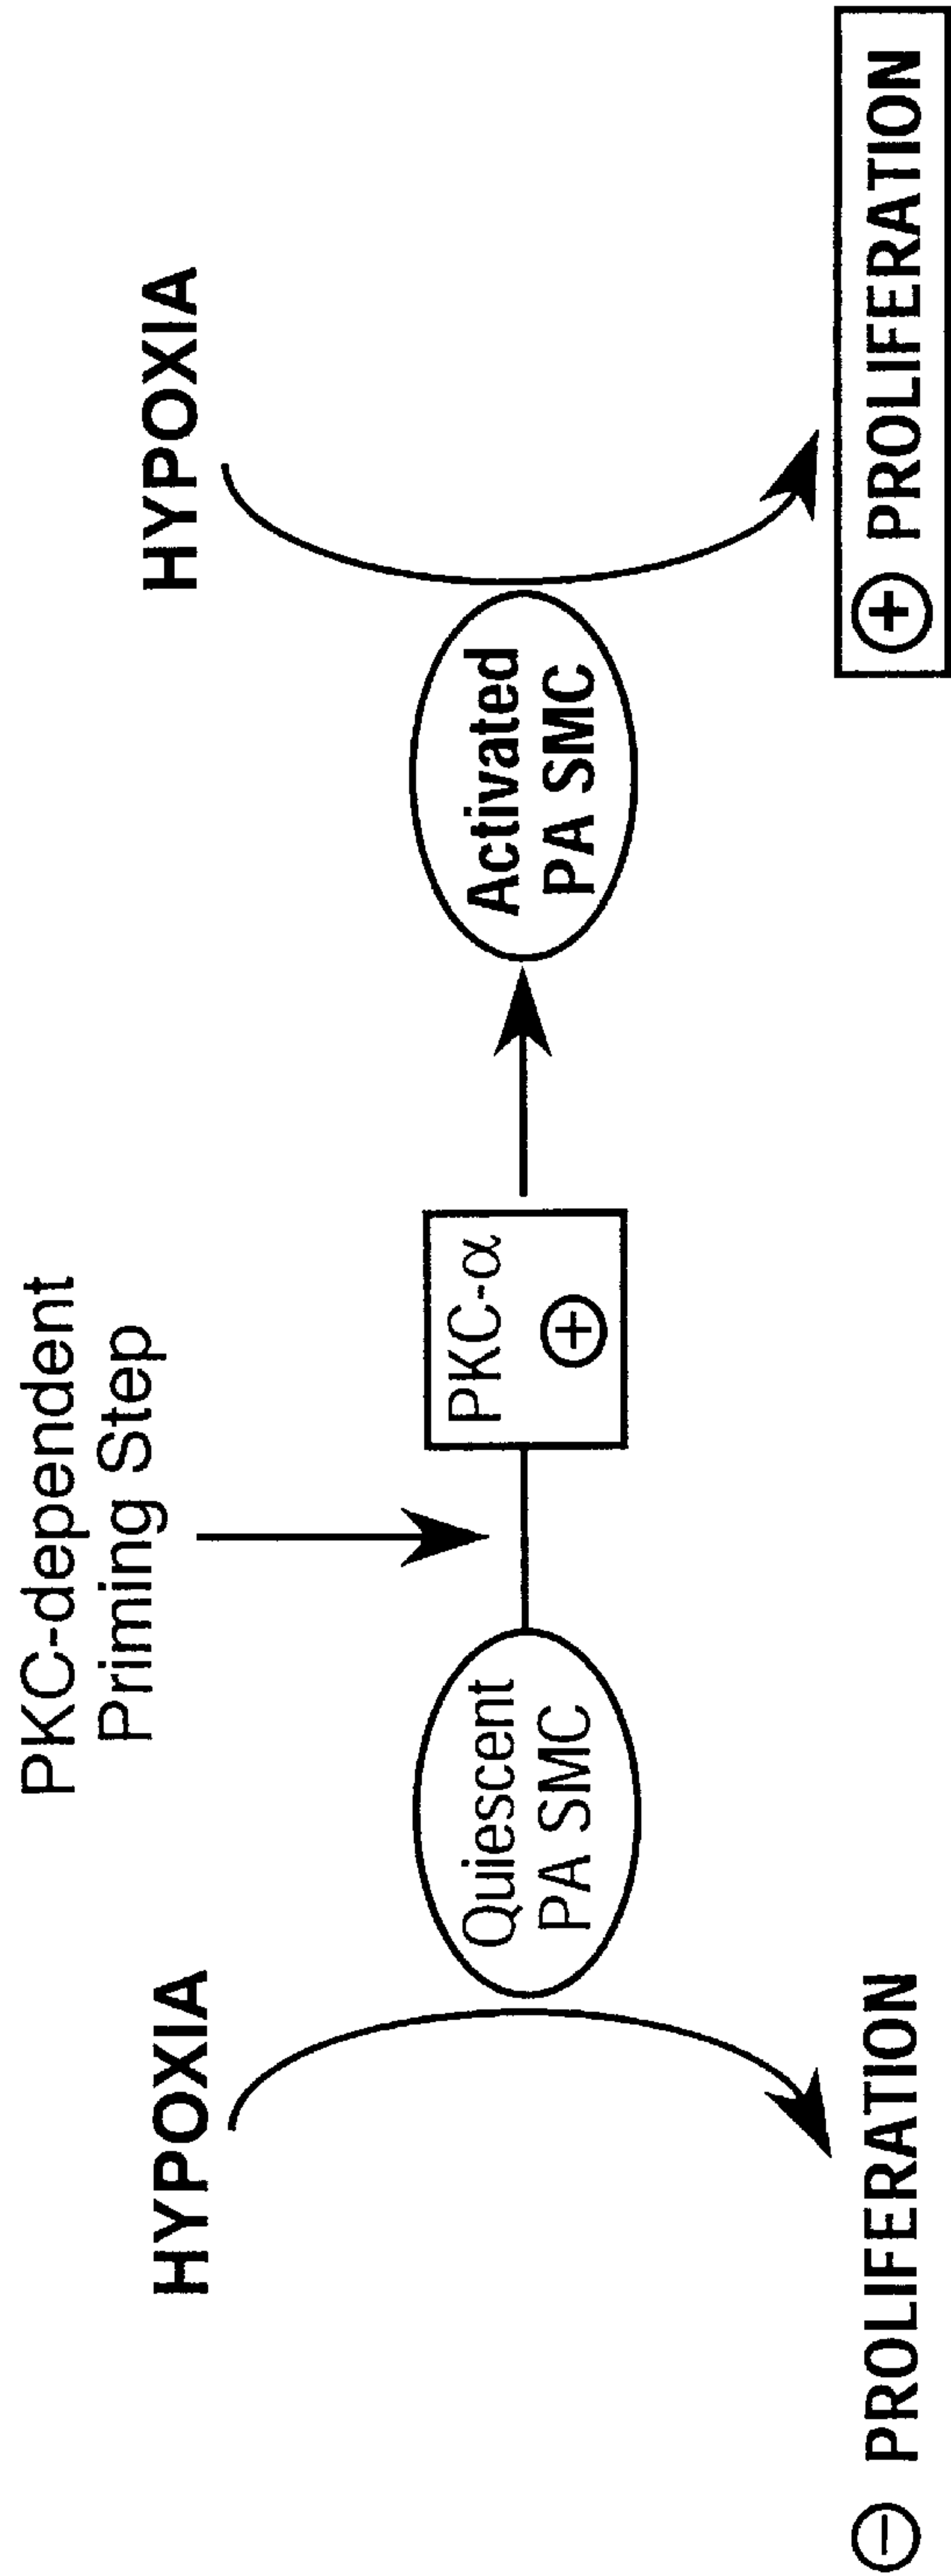 PKC-dependent
Priming Step
HYPOXIA
HYPOXIA
Quiescent
PA SMC
PKC-α
⊕
Activated
PA SMC
⊖ PROLIFERATION
⊕ PROLIFERATION